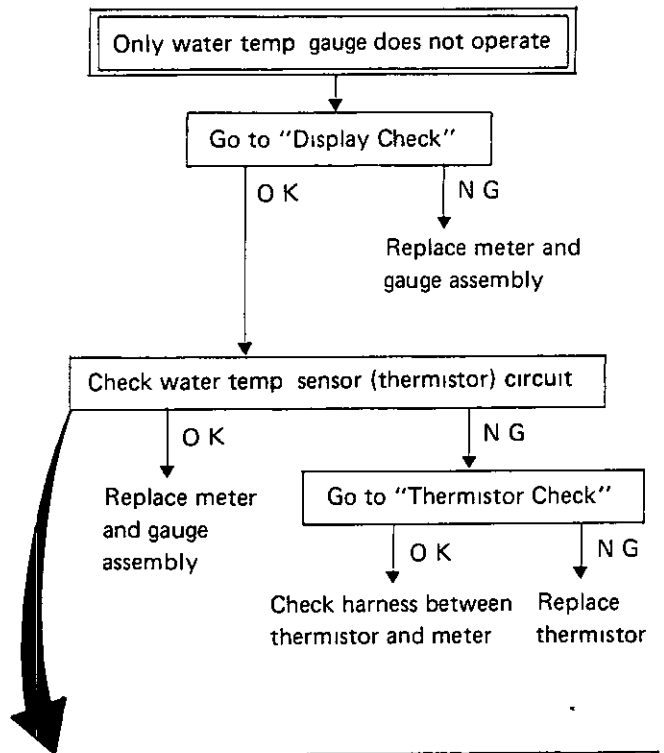 Only water temp gauge does not operate
Go to "Display Check"
O K
N G
Replace meter and
gauge assembly
Check water temp sensor (thermistor) circuit
O K
N G
Replace meter
and gauge
assembly
Go to "Thermistor Check"
O K
N G
Check harness between
thermistor and meter
Replace
thermistor